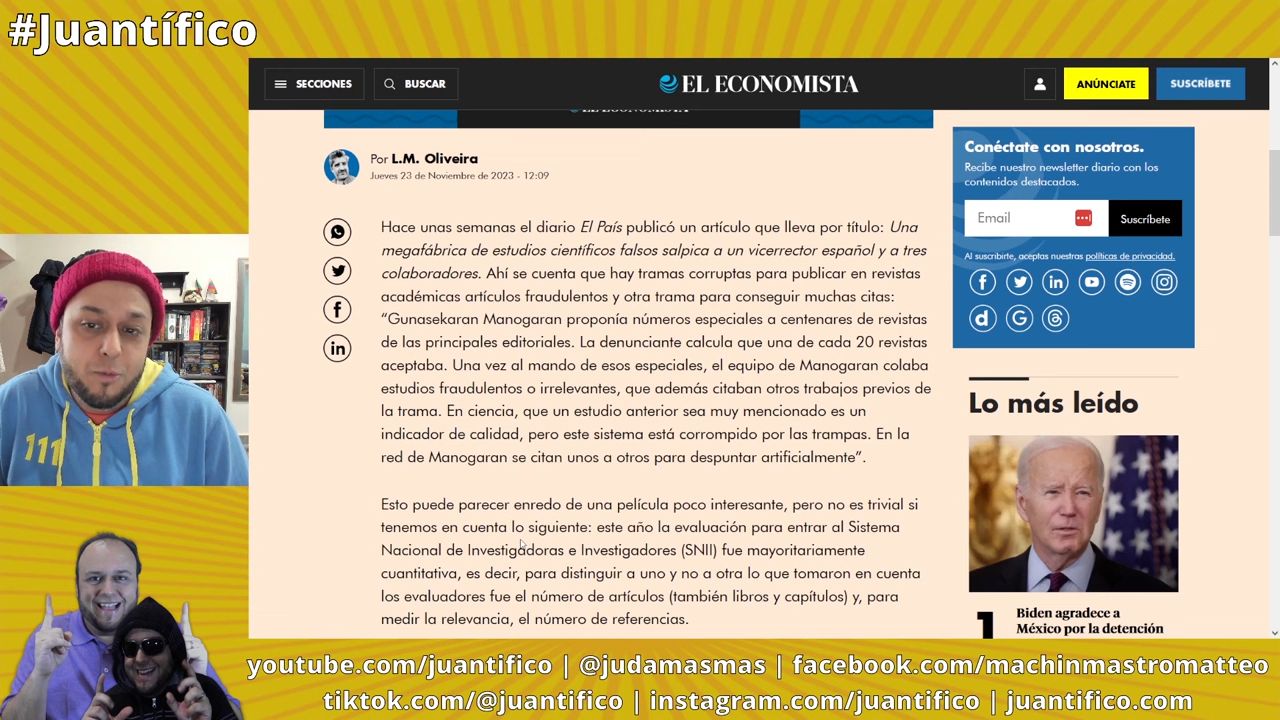 #Juantífico
SECCIONES
BUSCAR
EL ECONOMISTA
ANÚNCIATE
SUSCRÍBETE
EL ECONOMISTA
Por L.M. Oliveira
Jueves 23 de Noviembre de 2023 - 12:09
Hace unas semanas el diario El País publicó un artículo que lleva por título: Una
megafábrica de estudios científicos falsos salpica a un vicerrector español y a tres
colaboradores. Ahí se cuenta que hay tramas corruptas para publicar en revistas
académicas artículos fraudulentos y otra trama para conseguir muchas citas:
“Gunasekaran Manogaran proponía números especiales a centenares de revistas
de las principales editoriales. La denunciante calcula que una de cada 20 revistas
aceptaba. Una vez al mando de esos especiales, el equipo de Manogaran colaba
estudios fraudulentos o irrelevantes, que además citaban otros trabajos previos de
la trama. En ciencia, que un estudio anterior sea muy mencionado es un
indicador de calidad, pero este sistema está corrompido por las trampas. En la
red de Manogaran se citan unos a otros para despuntar artificialmente”.
Esto puede parecer enredo de una película poco interesante, pero no es trivial si
tenemos en cuenta lo siguiente: este año la evaluación para entrar al Sistema
Nacional de Investigadoras e Investigadores (SNII) fue mayoritariamente
cuantitativa, es decir, para distinguir a uno y no a otra lo que tomaron en cuenta
los evaluadores fue el número de artículos (también libros y capítulos) y, para
medir la relevancia, el número de referencias.
Conéctate con nosotros.
Recibe nuestro newsletter diario con los
contenidos destacados.
Email
Suscríbete
Al suscribirte, aceptas nuestras políticas de privacidad.
Lo más leído
1
Biden agradece a
México por la detención
111
youtube.com/juantifico | @judamasmas | facebook.com/machinmastromatteo
tiktok.com/@juantifico | instagram.com/juantifico | juantifico.com